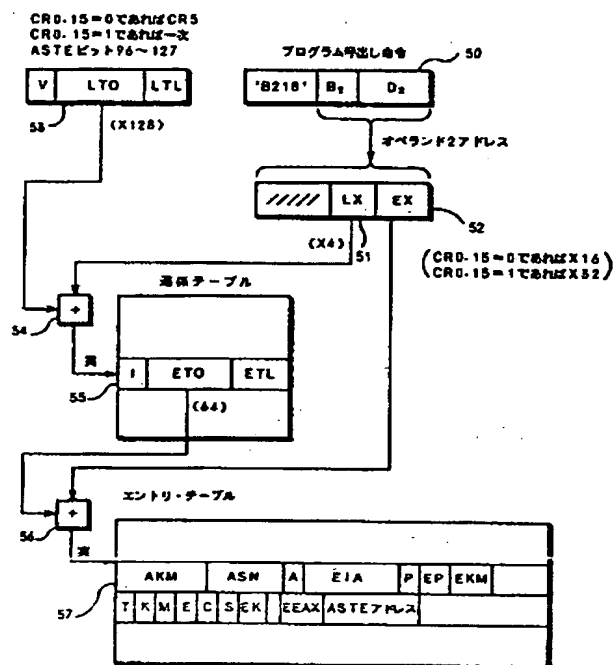 CR0.15=0であればCR5
CR0.15=1であれば一次
ASTEビット96~127
プログラム呼出し命令
50
V LTO LTL
'B218' B₂ D₂
53
(X128)
オペランド2アドレス
///// LX EX
52
51
(X4)
(CR0.15=0であればX16)
(CR0.15=1であればX32)
連係テーブル
+
54
実
I ETO ETL
55
(64)
エントリ・テーブル
+
56
実
AKM ASN A EIA P EP EKM
57
T K M E C S EK EEAX ASTEアドレス